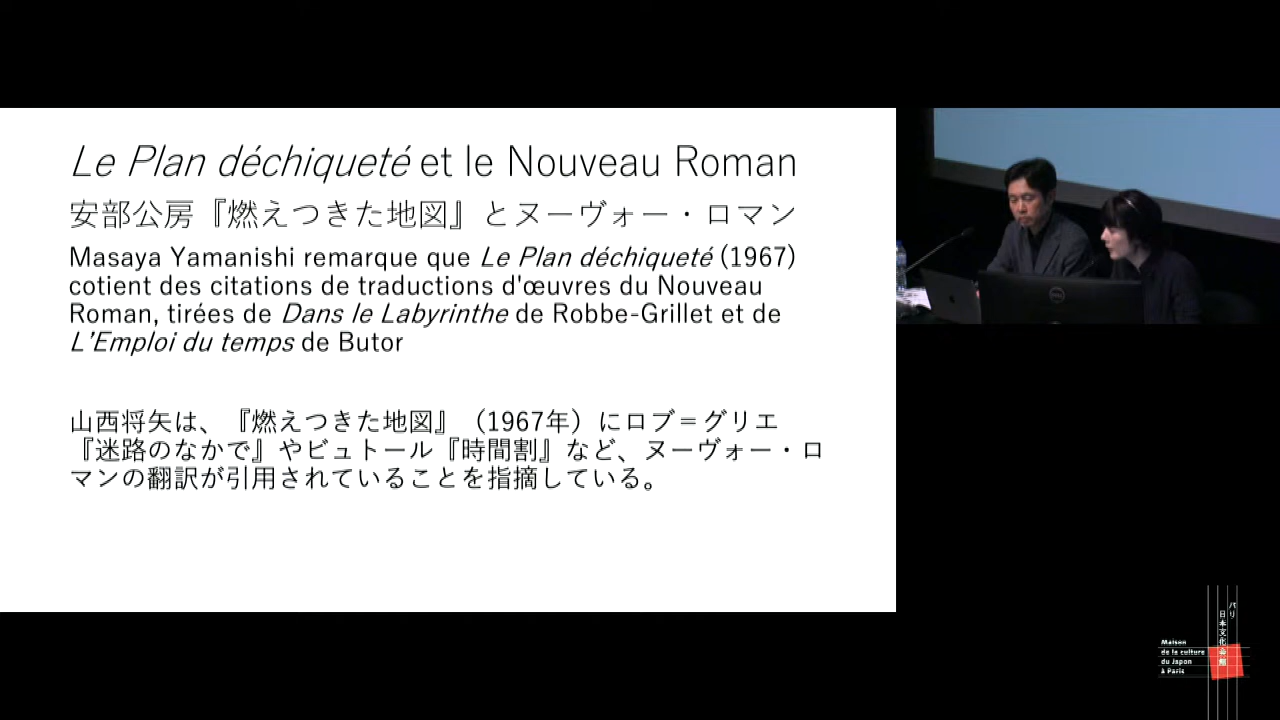 Le Plan déchiqueté et le Nouveau Roman
安部公房『燃えつきた地図』とヌーヴォー・ロマン
Masaya Yamanishi remarque que Le Plan déchiqueté (1967)
cotient des citations de traductions d'œuvres du Nouveau
Roman, tirées de Dans le Labyrinthe de Robbe-Grillet et de
L’Emploi du temps de Butor
山西将矢は、『燃えつきた地図』（1967年）にロブ＝グリエ
『迷路のなかで』やビュトール『時間割』など、ヌーヴォー・ロ
マンの翻訳が引用されていることを指摘している。
DELL
パリ
日本文化会館
Maison
de la culture
du Japon
à Paris